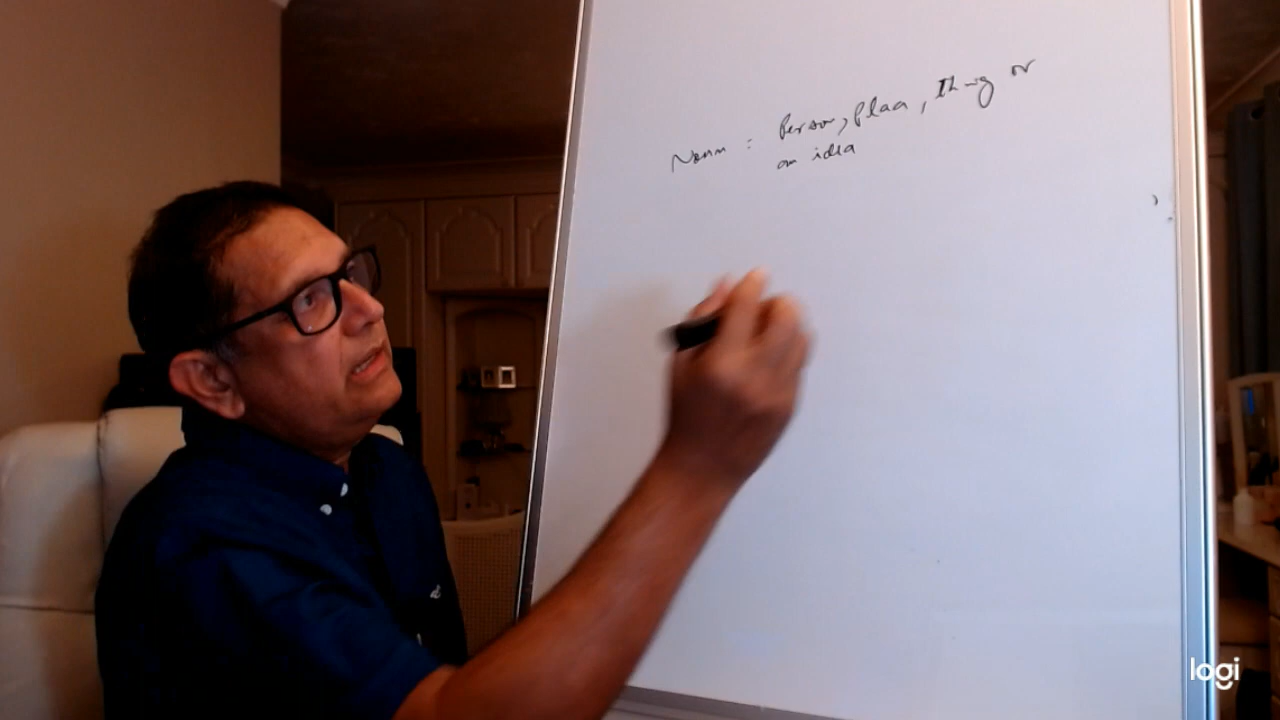 Noun : Person, Place, thing or
an idea
logi